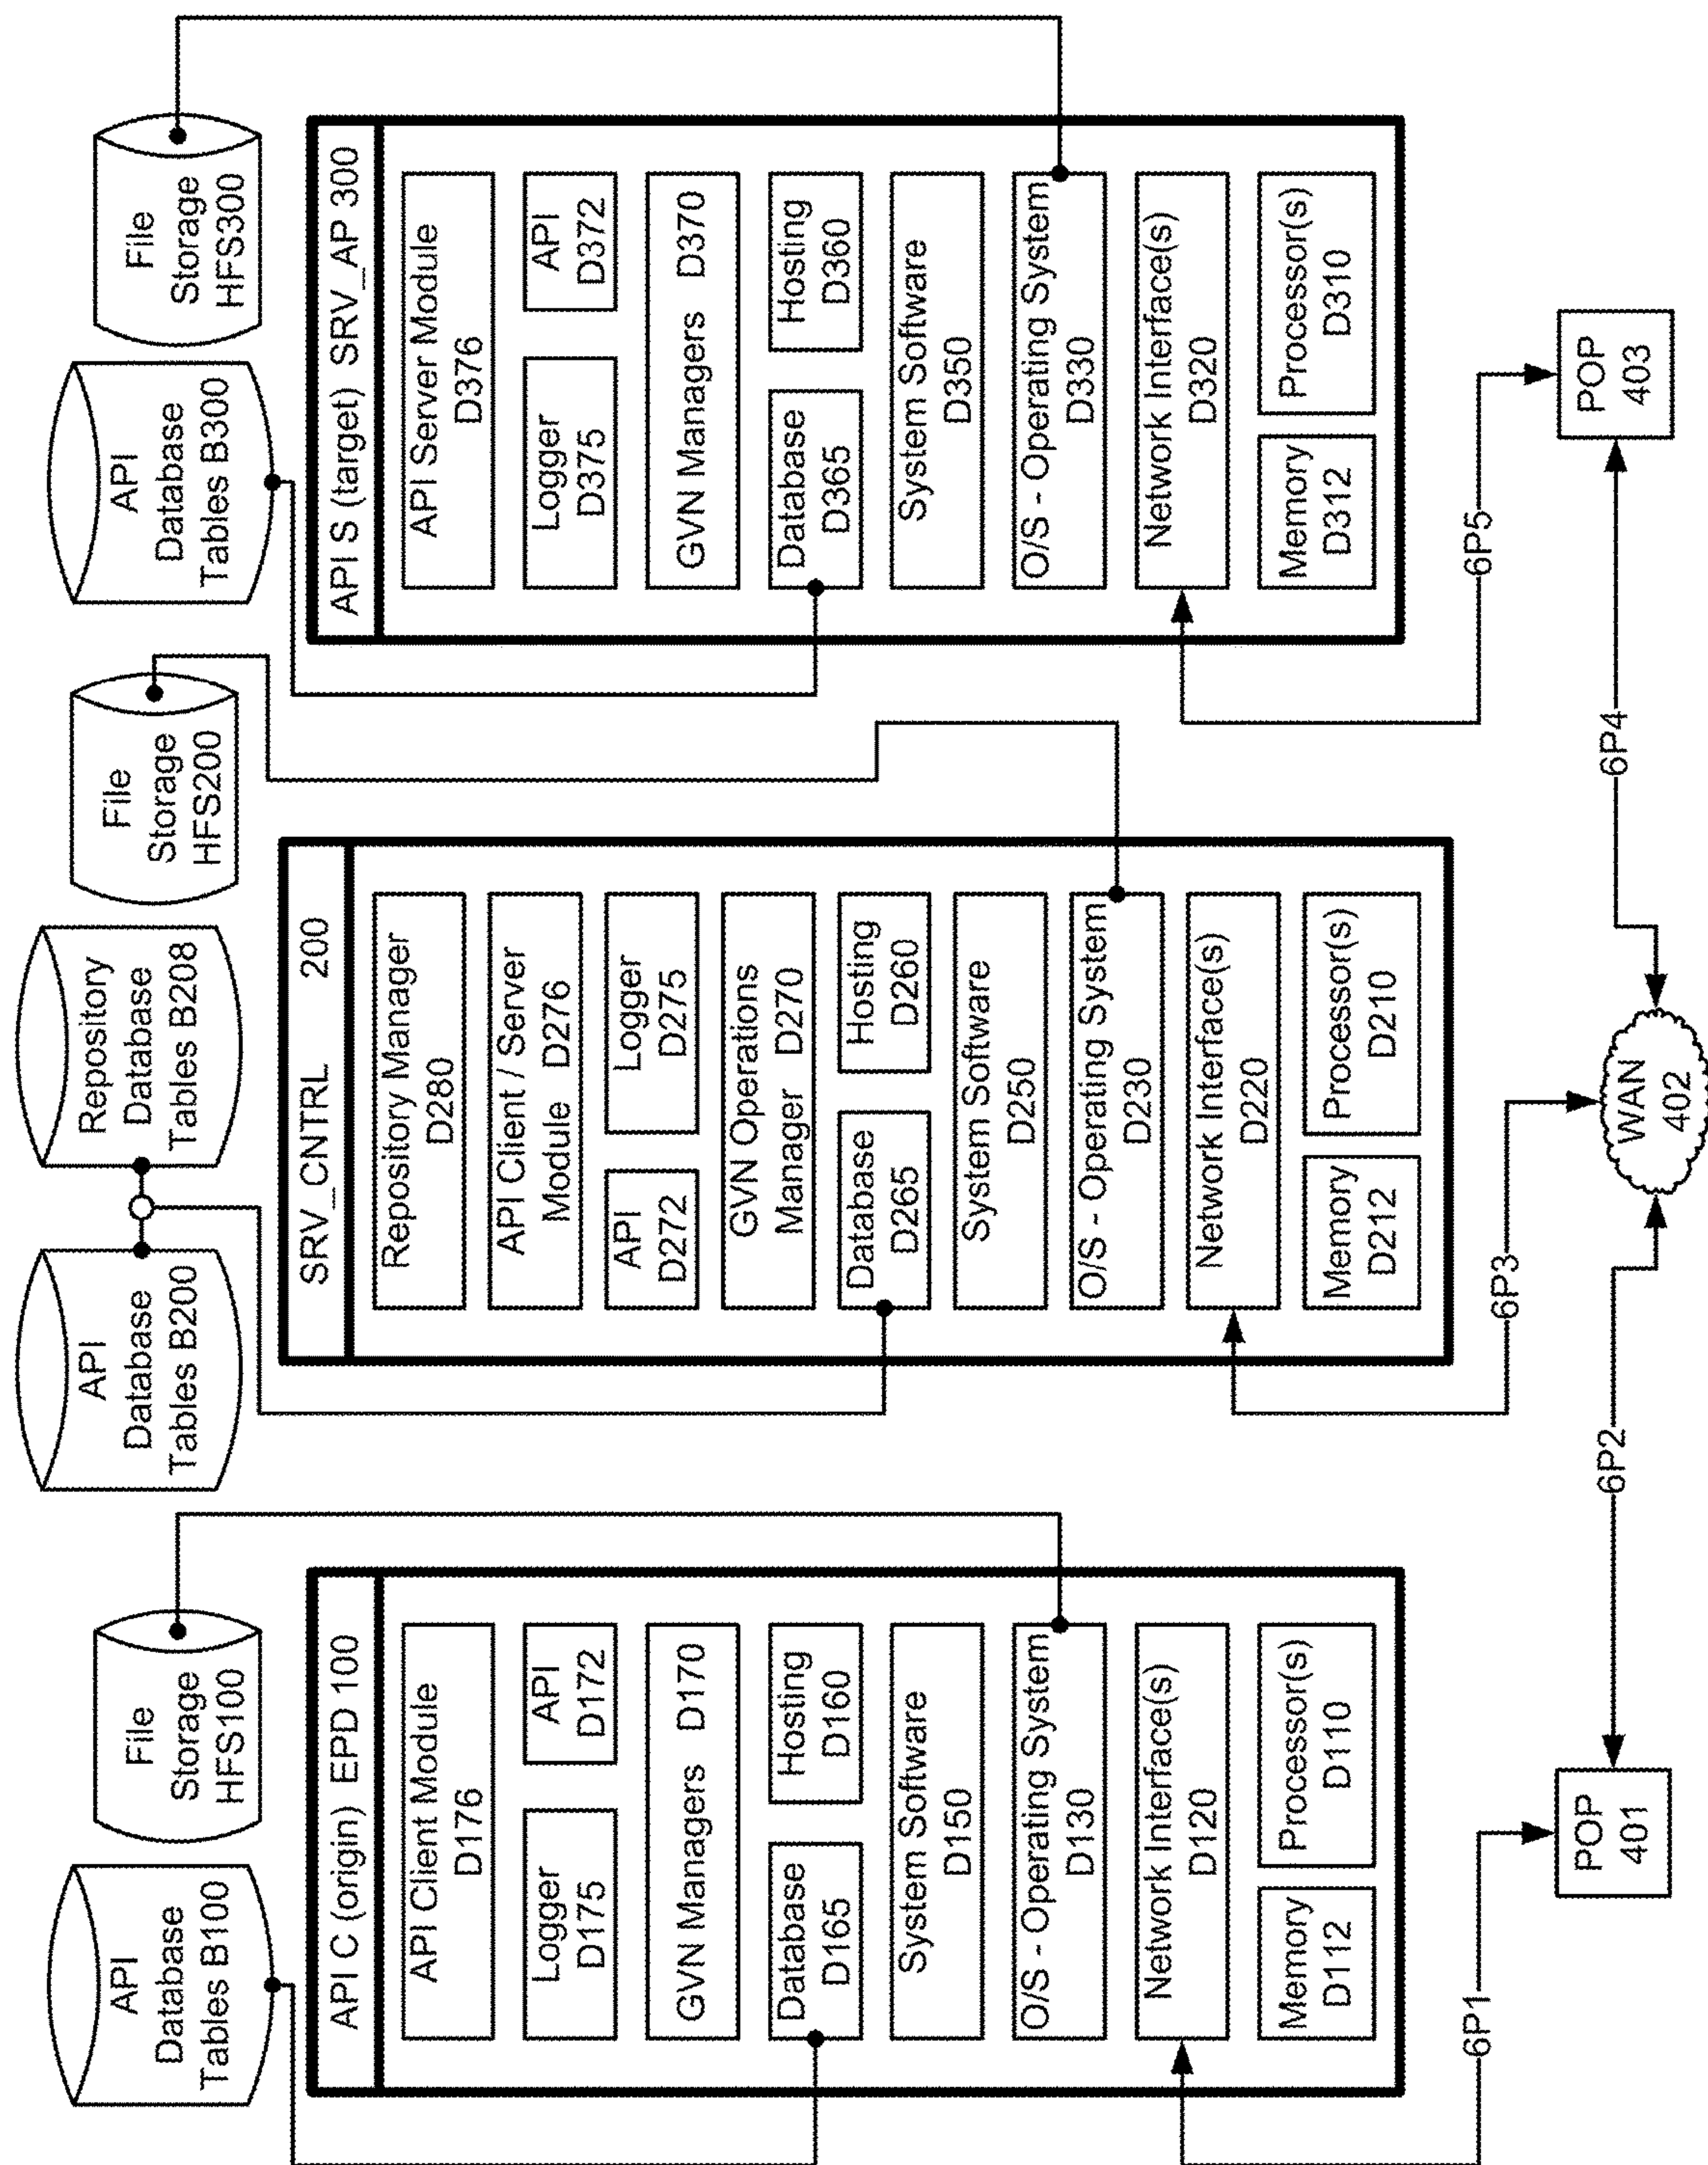 API
Database
Tables B100
File
Storage
HFS100
API
Database
Tables B200
Repository
Database
Tables B208
File
Storage
HFS200
API
Database
Tables B300
File
Storage
HFS300
API C (origin) EPD 100
API Client Module
D176
Logger
D175
API
D172
GVN Managers D170
Database
D165
Hosting
D160
System Software
D150
O/S - Operating System
D130
Network Interface(s)
D120
Memory
D112
Processor(s)
D110
SRV_CNTRL 200
Repository Manager
D280
API Client / Server
Module D276
API
D272
Logger
D275
GVN Operations
Manager D270
Database
D265
Hosting
D260
System Software
D250
O/S - Operating System
D230
Network Interface(s)
D220
Memory
D212
Processor(s)
D210
API S (target) SRV_AP 300
API Server Module
D376
Logger
D375
API
D372
GVN Managers D370
Database
D365
Hosting
D360
System Software
D350
O/S - Operating System
D330
Network Interface(s)
D320
Memory
D312
Processor(s)
D310
6P1
6P3
6P5
POP
401
6P2
WAN
402
6P4
POP
403